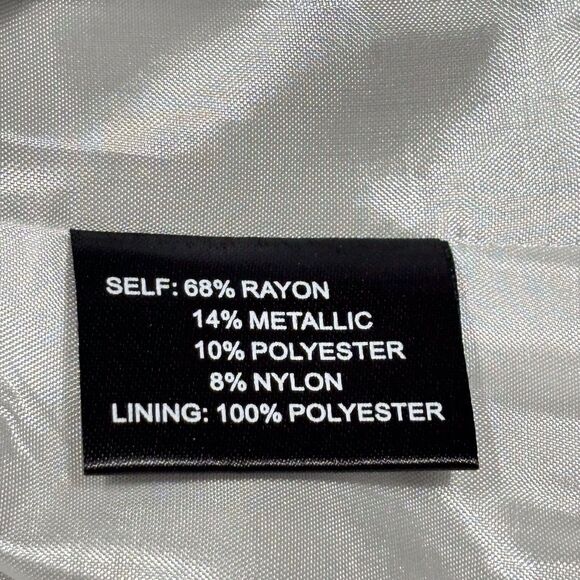 SELF: 68% RAYON
14% METALLIC
10% POLYESTER
8% NYLON
LINING: 100% POLYESTER